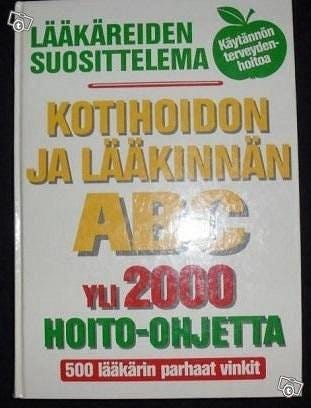 LÄÄKÄREIDEN
SUOSITTELEMA
Käytännön
terveyden-
hoitoa
KOTIHOIDON
JA LÄÄKINNÄN
ABC
YLI 2000
HOITO-OHJETTA
500 lääkärin parhaat vinkit